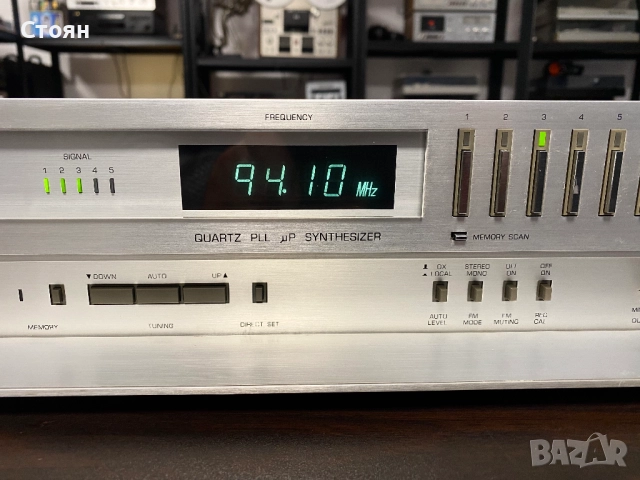 Стоян
FREQUENCY
1 2 3 4 5
SIGNAL
1 2 3 4 5
94.10 MHz
QUARTZ PLL µP SYNTHESIZER
MEMORY SCAN
▼DOWN AUTO UP▲
DX STEREO OFF OFF
LOCAL MONO ON ON
MEMORY TUNING DIRECT SET
AUTO FM FM REC
LEVEL MODE MUTING CAL
BAZAR